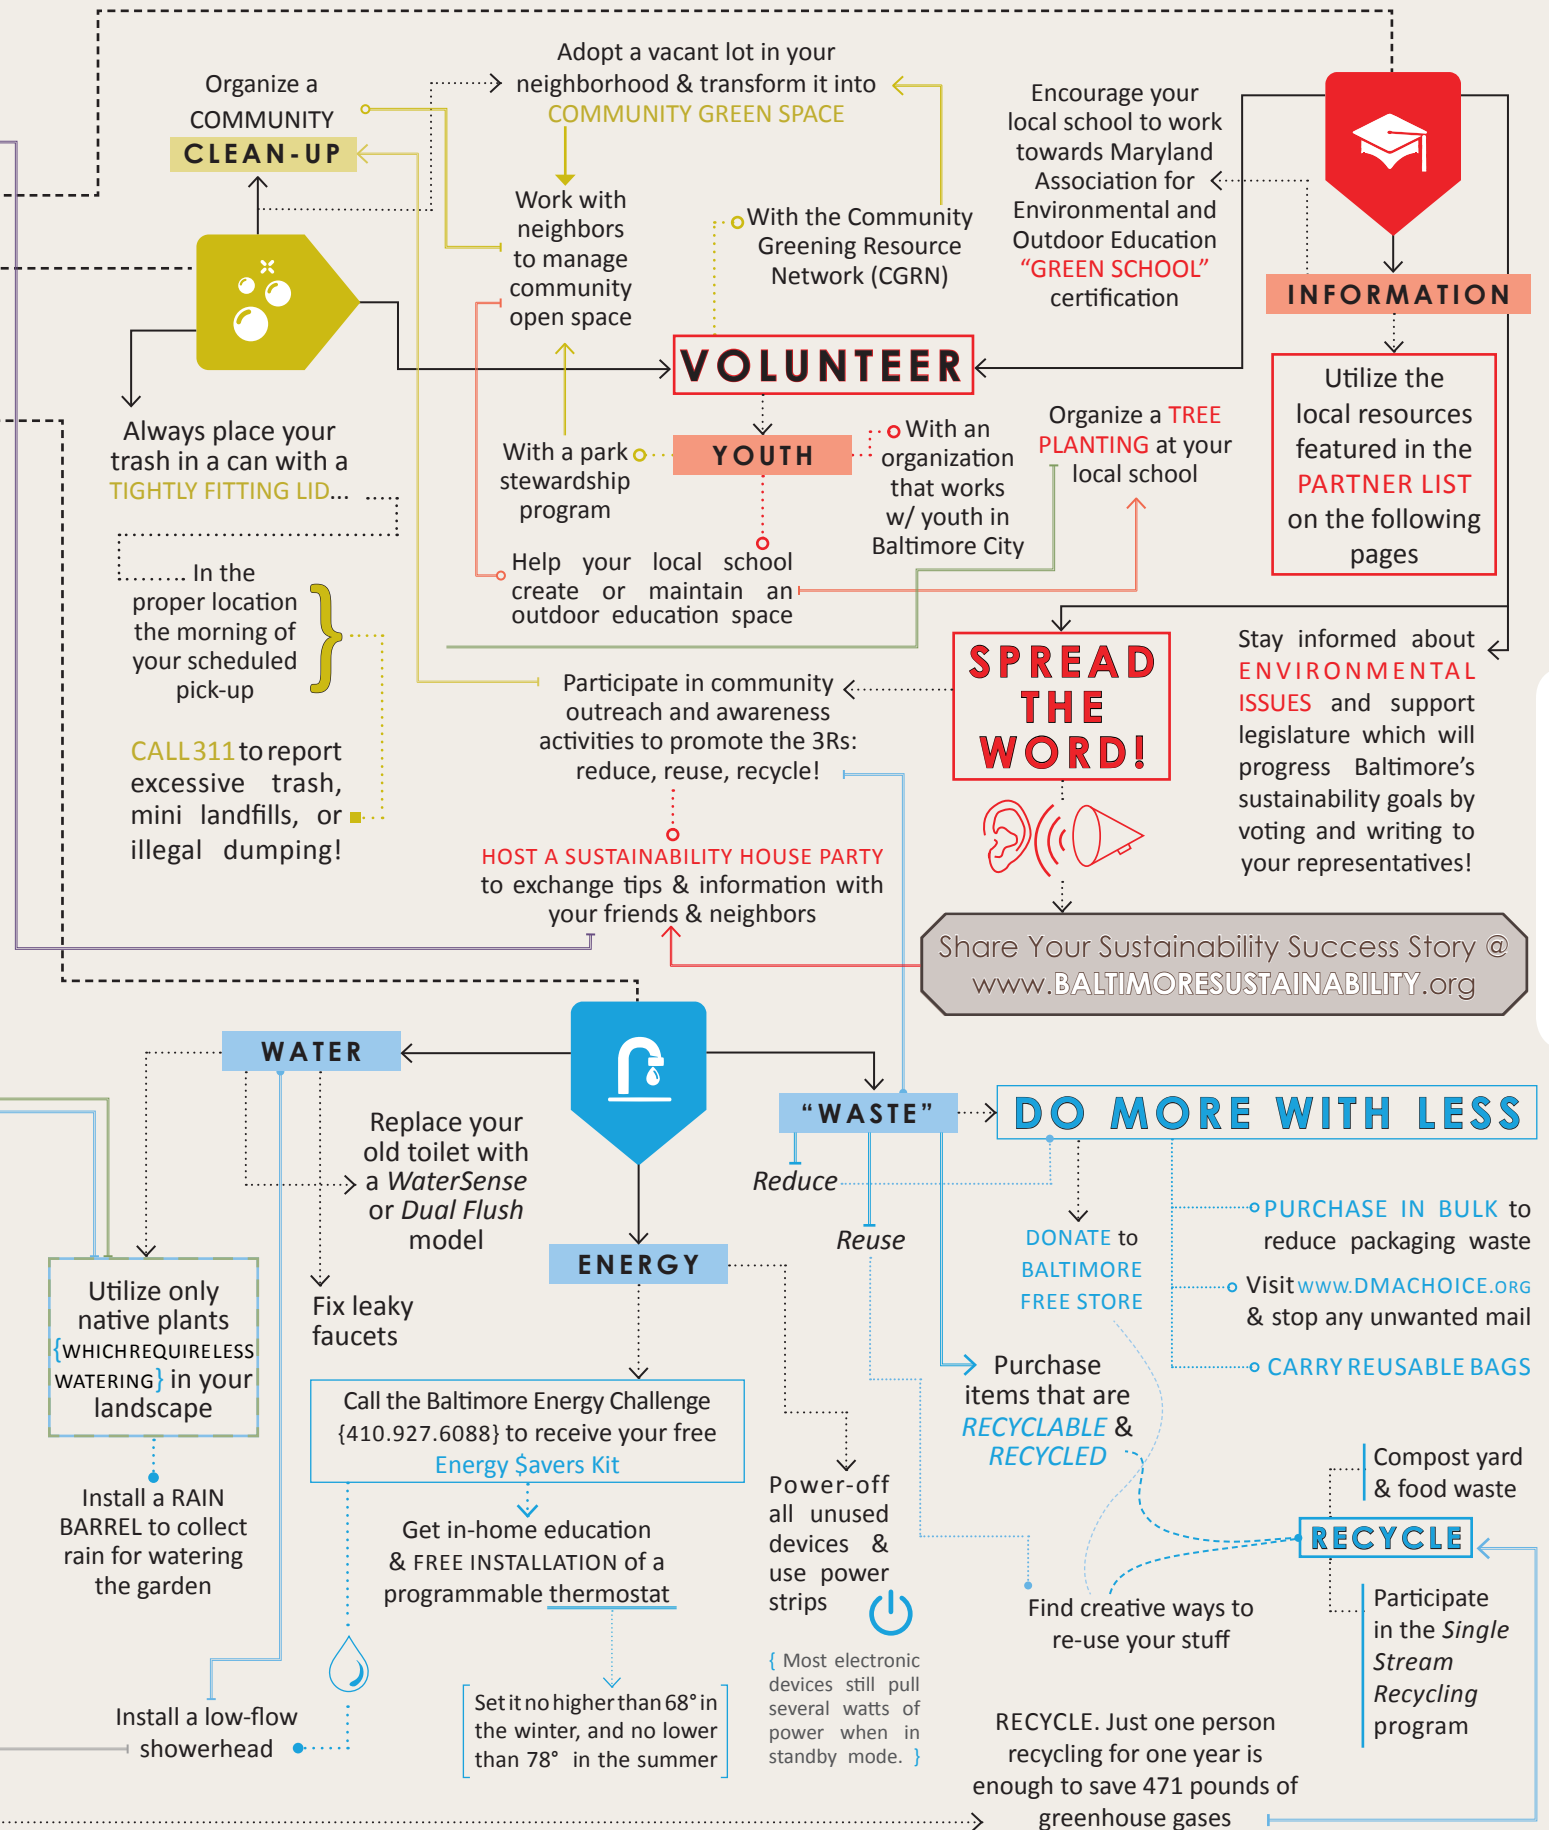 Organize a
COMMUNITY
CLEAN-UP
Adopt a vacant lot in your
neighborhood & transform it into
COMMUNITY GREEN SPACE
Encourage your
local school to work
towards Maryland
Association for
Environmental and
Outdoor Education
“GREEN SCHOOL”
certification
Work with
neighbors
to manage
community
open space
With the Community
Greening Resource
Network (CGRN)
INFORMATION
VOLUNTEER
Utilize the
local resources
featured in the
PARTNER LIST
on the following
pages
Always place your
trash in a can with a
TIGHTLY FITTING LID...
With a park
stewardship
program
YOUTH
With an
organization
that works
w/ youth in
Baltimore City
Organize a TREE
PLANTING at your
local school
In the
proper location
the morning of
your scheduled
pick-up
}
Help your local school
create or maintain an
outdoor education space
CALL 311 to report
excessive trash,
mini landfills, or
illegal dumping!
Participate in community
outreach and awareness
activities to promote the 3Rs:
reduce, reuse, recycle!
SPREAD
THE
WORD!
Stay informed about
ENVIRONMENTAL
ISSUES and support
legislature which will
progress Baltimore’s
sustainability goals by
voting and writing to
your representatives!
HOST A SUSTAINABILITY HOUSE PARTY
to exchange tips & information with
your friends & neighbors
Share Your Sustainability Success Story @
www.BALTIMORESUSTAINABILITY.org
WATER
Replace your
old toilet with
a WaterSense
or Dual Flush
model
“WASTE”
DO MORE WITH LESS
Reduce
Reuse
DONATE to
BALTIMORE
FREE STORE
PURCHASE IN BULK to
reduce packaging waste
Visit WWW.DMACHOICE.ORG
& stop any unwanted mail
CARRY REUSABLE BAGS
ENERGY
Utilize only
native plants
{WHICH REQUIRE LESS
WATERING} in your
landscape
Fix leaky
faucets
Call the Baltimore Energy Challenge
{410.927.6088} to receive your free
Energy $avers Kit
Purchase
items that are
RECYCLABLE &
RECYCLED
Install a RAIN
BARREL to collect
rain for watering
the garden
Get in-home education
& FREE INSTALLATION of a
programmable thermostat
Power-off
all unused
devices &
use power
strips
Compost yard
& food waste
RECYCLE
Find creative ways to
re-use your stuff
Participate
in the Single
Stream
Recycling
program
{ Most electronic
devices still pull
several watts of
power when in
standby mode. }
Install a low-flow
showerhead
Set it no higher than 68° in
the winter, and no lower
than 78° in the summer
RECYCLE. Just one person
recycling for one year is
enough to save 471 pounds of
greenhouse gases